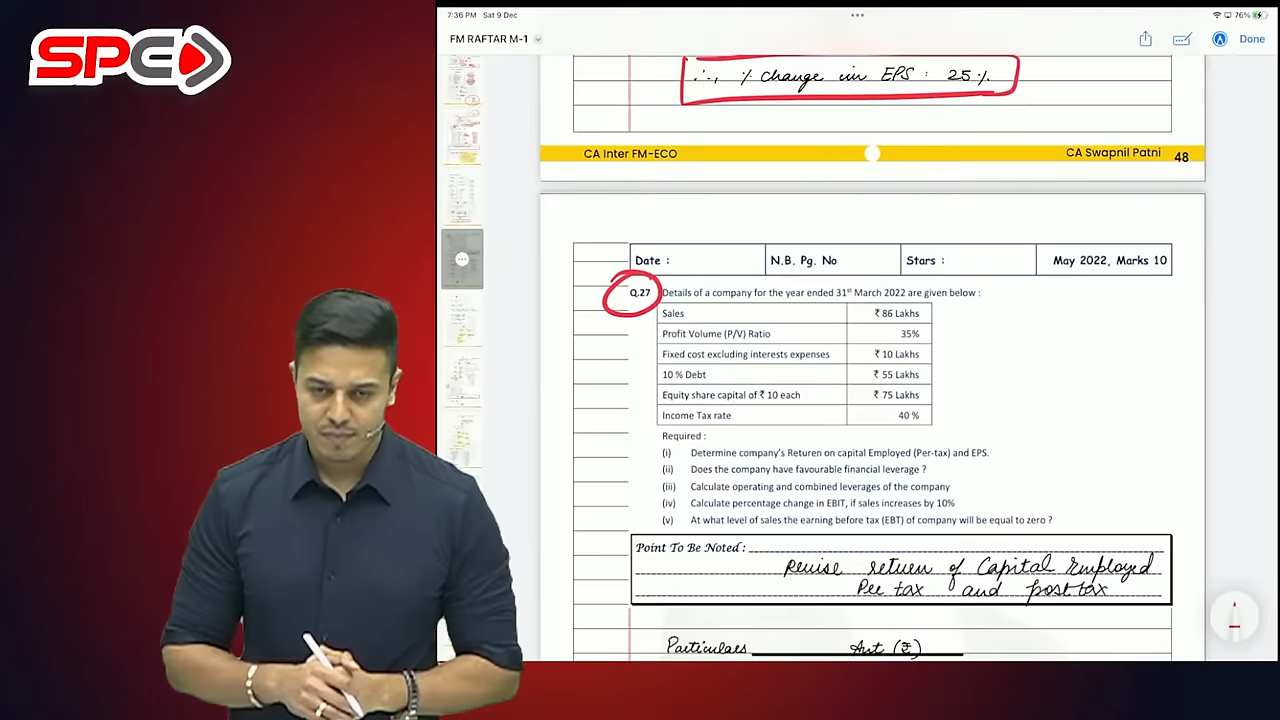 SPC
7:36 PM Sat 9 Dec
76%
FM RAFTAR M-1
Done
∴, % change in EPS : 25%
CA Inter FM-ECO
CA Swapnil Patni
48
Date :
N.B. Pg. No
Stars :
May 2022, Marks 10
Q.27 Details of a company for the year ended 31st March 2022 are given below :
Sales ₹ 86 Lakhs
Profit Volume (P/V) Ratio 35%
Fixed cost excluding interests expenses ₹ 10 Lakhs
10 % Debt ₹ 55 Lakhs
Equity share capital of ₹ 10 each ₹ 75 Lakhs
Income Tax rate 40 %
Required :
(i) Determine company's Returen on capital Employed (Per-tax) and EPS.
(ii) Does the company have favourable financial leverage ?
(iii) Calculate operating and combined leverages of the company
(iv) Calculate percentage change in EBIT, if sales increases by 10%
(v) At what level of sales the earning before tax (EBT) of company will be equal to zero ?
Point To Be Noted :
Revise return of Capital Employed
Pre tax and post tax
Particulars Amt (₹)